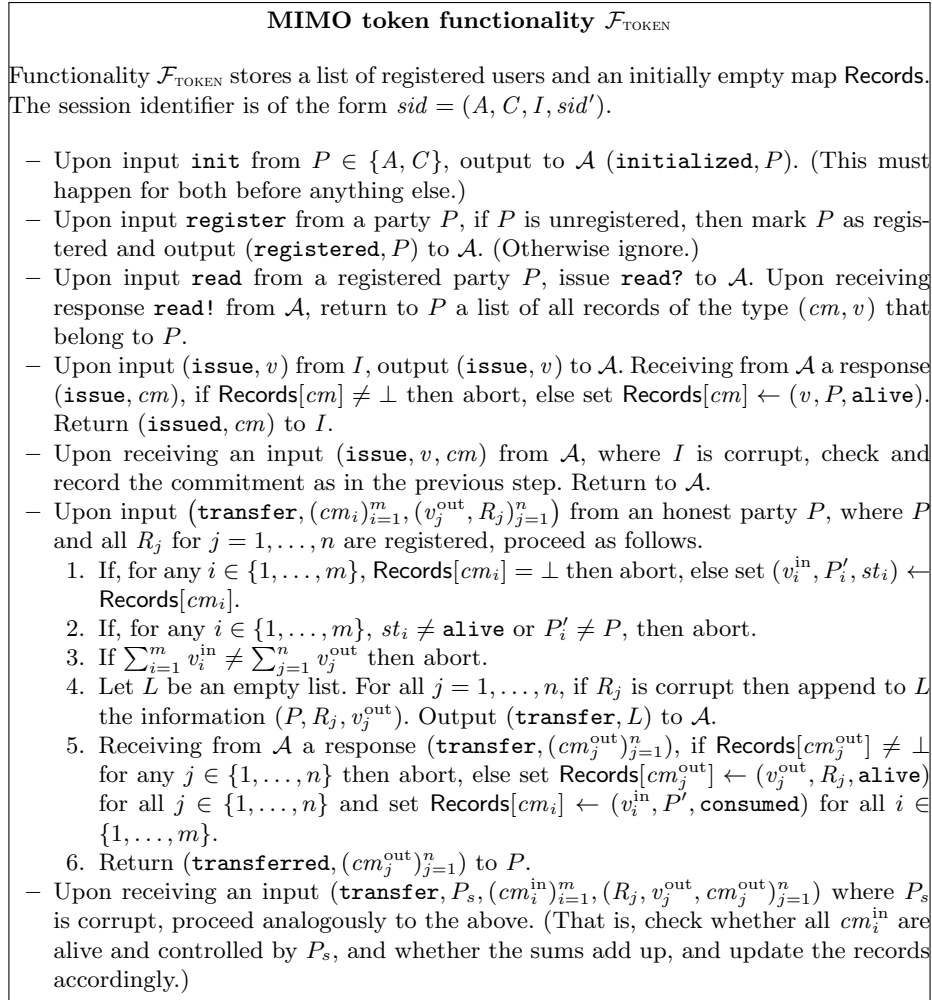 MIMO token functionality F_TOKEN
Functionality F_TOKEN stores a list of registered users and an initially empty map Records.
The session identifier is of the form sid = (A, C, I, sid′).
– Upon input init from P ∈ {A, C}, output to A (initialized, P). (This must
happen for both before anything else.)
– Upon input register from a party P, if P is unregistered, then mark P as regis-
tered and output (registered, P) to A. (Otherwise ignore.)
– Upon input read from a registered party P, issue read? to A. Upon receiving
response read! from A, return to P a list of all records of the type (cm, v) that
belong to P.
– Upon input (issue, v) from I, output (issue, v) to A. Receiving from A a response
(issue, cm), if Records[cm] ≠ ⊥ then abort, else set Records[cm] ← (v, P, alive).
Return (issued, cm) to I.
– Upon receiving an input (issue, v, cm) from A, where I is corrupt, check and
record the commitment as in the previous step. Return to A.
– Upon input (transfer, (cm_i)_{i=1}^m, (v_j^out, R_j)_{j=1}^n) from an honest party P, where P
and all R_j for j = 1, . . . , n are registered, proceed as follows.
1. If, for any i ∈ {1, . . . , m}, Records[cm_i] = ⊥ then abort, else set (v_i^in, P_i′, st_i) ←
Records[cm_i].
2. If, for any i ∈ {1, . . . , m}, st_i ≠ alive or P_i′ ≠ P, then abort.
3. If ∑_{i=1}^m v_i^in ≠ ∑_{j=1}^n v_j^out then abort.
4. Let L be an empty list. For all j = 1, . . . , n, if R_j is corrupt then append to L
the information (P, R_j, v_j^out). Output (transfer, L) to A.
5. Receiving from A a response (transfer, (cm_j^out)_{j=1}^n), if Records[cm_j^out] ≠ ⊥
for any j ∈ {1, . . . , n} then abort, else set Records[cm_j^out] ← (v_j^out, R_j, alive)
for all j ∈ {1, . . . , n} and set Records[cm_i] ← (v_i^in, P′, consumed) for all i ∈
{1, . . . , m}.
6. Return (transferred, (cm_j^out)_{j=1}^n) to P.
– Upon receiving an input (transfer, P_s, (cm_i^in)_{i=1}^m, (R_j, v_j^out, cm_j^out)_{j=1}^n) where P_s
is corrupt, proceed analogously to the above. (That is, check whether all cm_i^in are
alive and controlled by P_s, and whether the sums add up, and update the records
accordingly.)